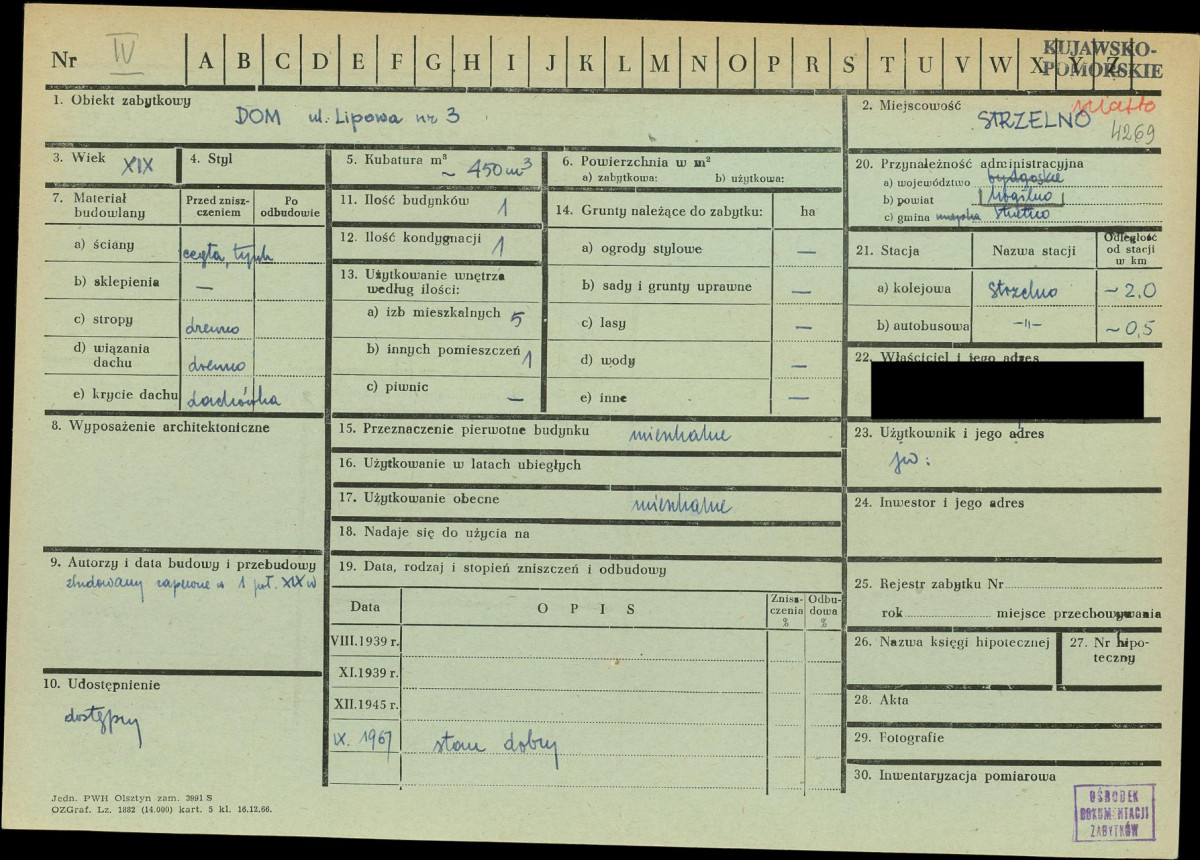 Nr IV A B C D E F G H I J K L M N O P R S T U V W X Y Z
KUJAWSKO-
POMORSKIE
1. Obiekt zabytkowy
DOM ul. Lipowa nr 3
2. Miejscowość miasto
STRZELNO 4269
3. Wiek XIX
4. Styl
5. Kubatura m³ ~ 450 m³
6. Powierzchnia w m²
a) zabytkowa: b) użytkowa:
20. Przynależność administracyjna
a) województwo bydgoskie
b) powiat Mogilno
c) gmina miejska Strzelno
7. Materiał budowlany
Przed zniszczeniem
Po odbudowie
a) ściany cegła, tynk
b) sklepienia —
c) stropy drewno
d) wiązania dachu drewno
e) krycie dachu dachówka
11. Ilość budynków 1
12. Ilość kondygnacji 1
13. Użytkowanie wnętrza
według ilości:
a) izb mieszkalnych 5
b) innych pomieszczeń 1
c) piwnic —
14. Grunty należące do zabytku: ha
a) ogrody stylowe —
b) sady i grunty uprawne —
c) lasy —
d) wody —
e) inne —
21. Stacja
Nazwa stacji
Odległość
od stacji
w km
a) kolejowa Strzelno ~ 2,0
b) autobusowa -"- ~ 0,5
22. Właściciel i jego adres
8. Wyposażenie architektoniczne
15. Przeznaczenie pierwotne budynku mieszkalne
16. Użytkowanie w latach ubiegłych
17. Użytkowanie obecne mieszkalne
18. Nadaje się do użycia na
23. Użytkownik i jego adres
jw:
24. Inwestor i jego adres
9. Autorzy i data budowy i przebudowy
zbudowany zapewne w 1 poł. XIX w
19. Data, rodzaj i stopień zniszczeń i odbudowy
Data
OPIS
Zniszczenia
%
Odbudowa
%
VIII.1939 r.
XI.1939 r.
XII.1945 r.
IX. 1967 stan dobry
10. Udostępnienie
dostępny
25. Rejestr zabytku Nr
rok miejsce przechowywania
26. Nazwa księgi hipotecznej
27. Nr hipoteczny
28. Akta
29. Fotografie
30. Inwentaryzacja pomiarowa
Jedn. PWH Olsztyn zam. 3991 S
OZGraf. Lz. 1882 (14.000) kart. 5 kl. 16.12.66.
OŚRODEK
DOKUMENTACJI
ZABYTKÓW